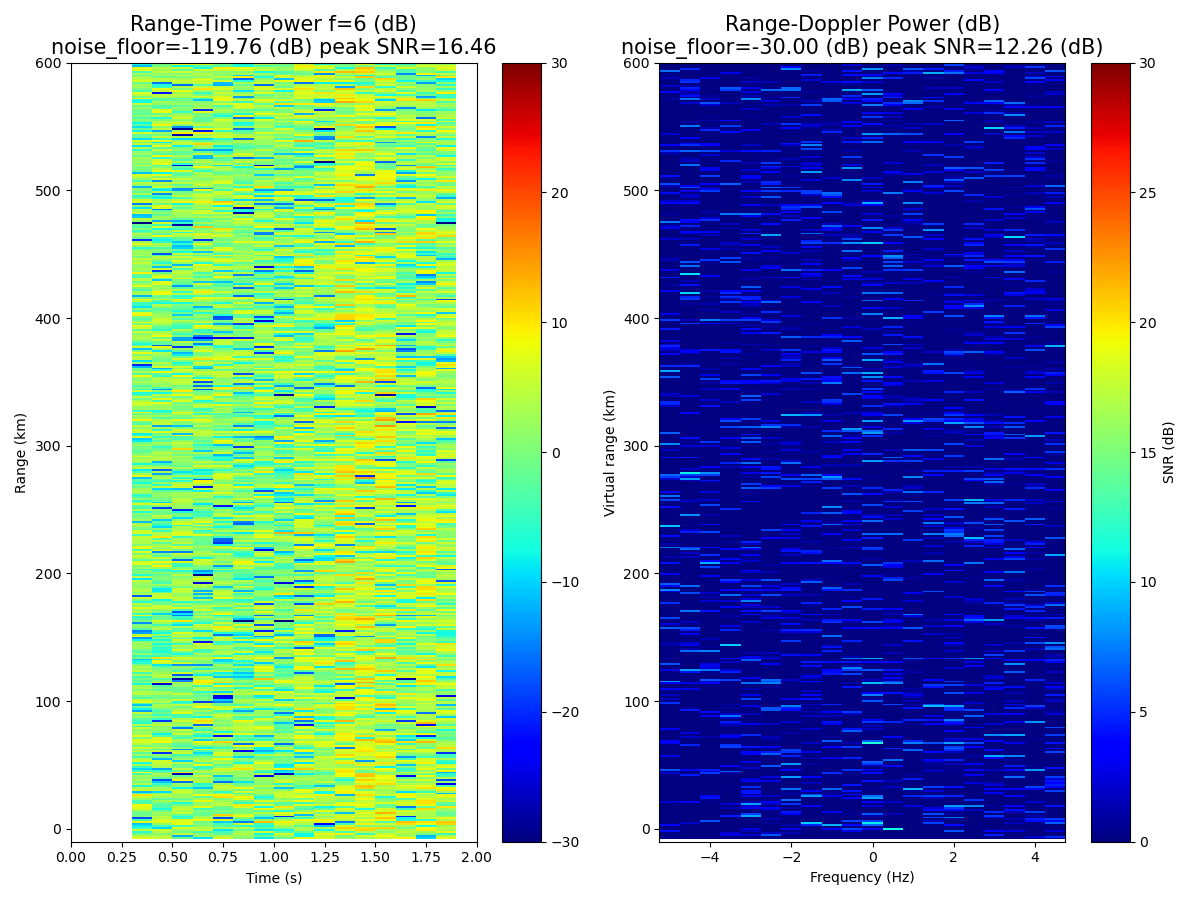 Range-Time Power f=6 (dB)
noise_floor=-119.76 (dB) peak SNR=16.46
600
500
400
300
200
100
0
Range (km)
0.00 0.25 0.50 0.75 1.00 1.25 1.50 1.75 2.00
Time (s)
30
20
10
0
−10
−20
−30
Range-Doppler Power (dB)
noise_floor=-30.00 (dB) peak SNR=12.26 (dB)
600
500
400
300
200
100
0
Virtual range (km)
−4 −2 0 2 4
Frequency (Hz)
30
25
20
15
10
5
0
SNR (dB)